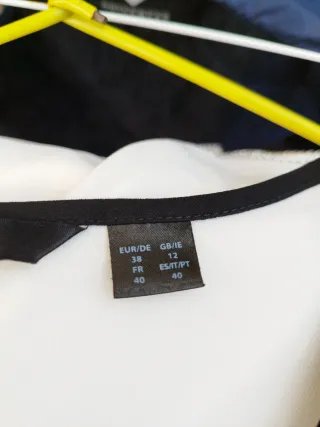 EUR/DE GB/IE
38 12
FR ES/IT/PT
40 40